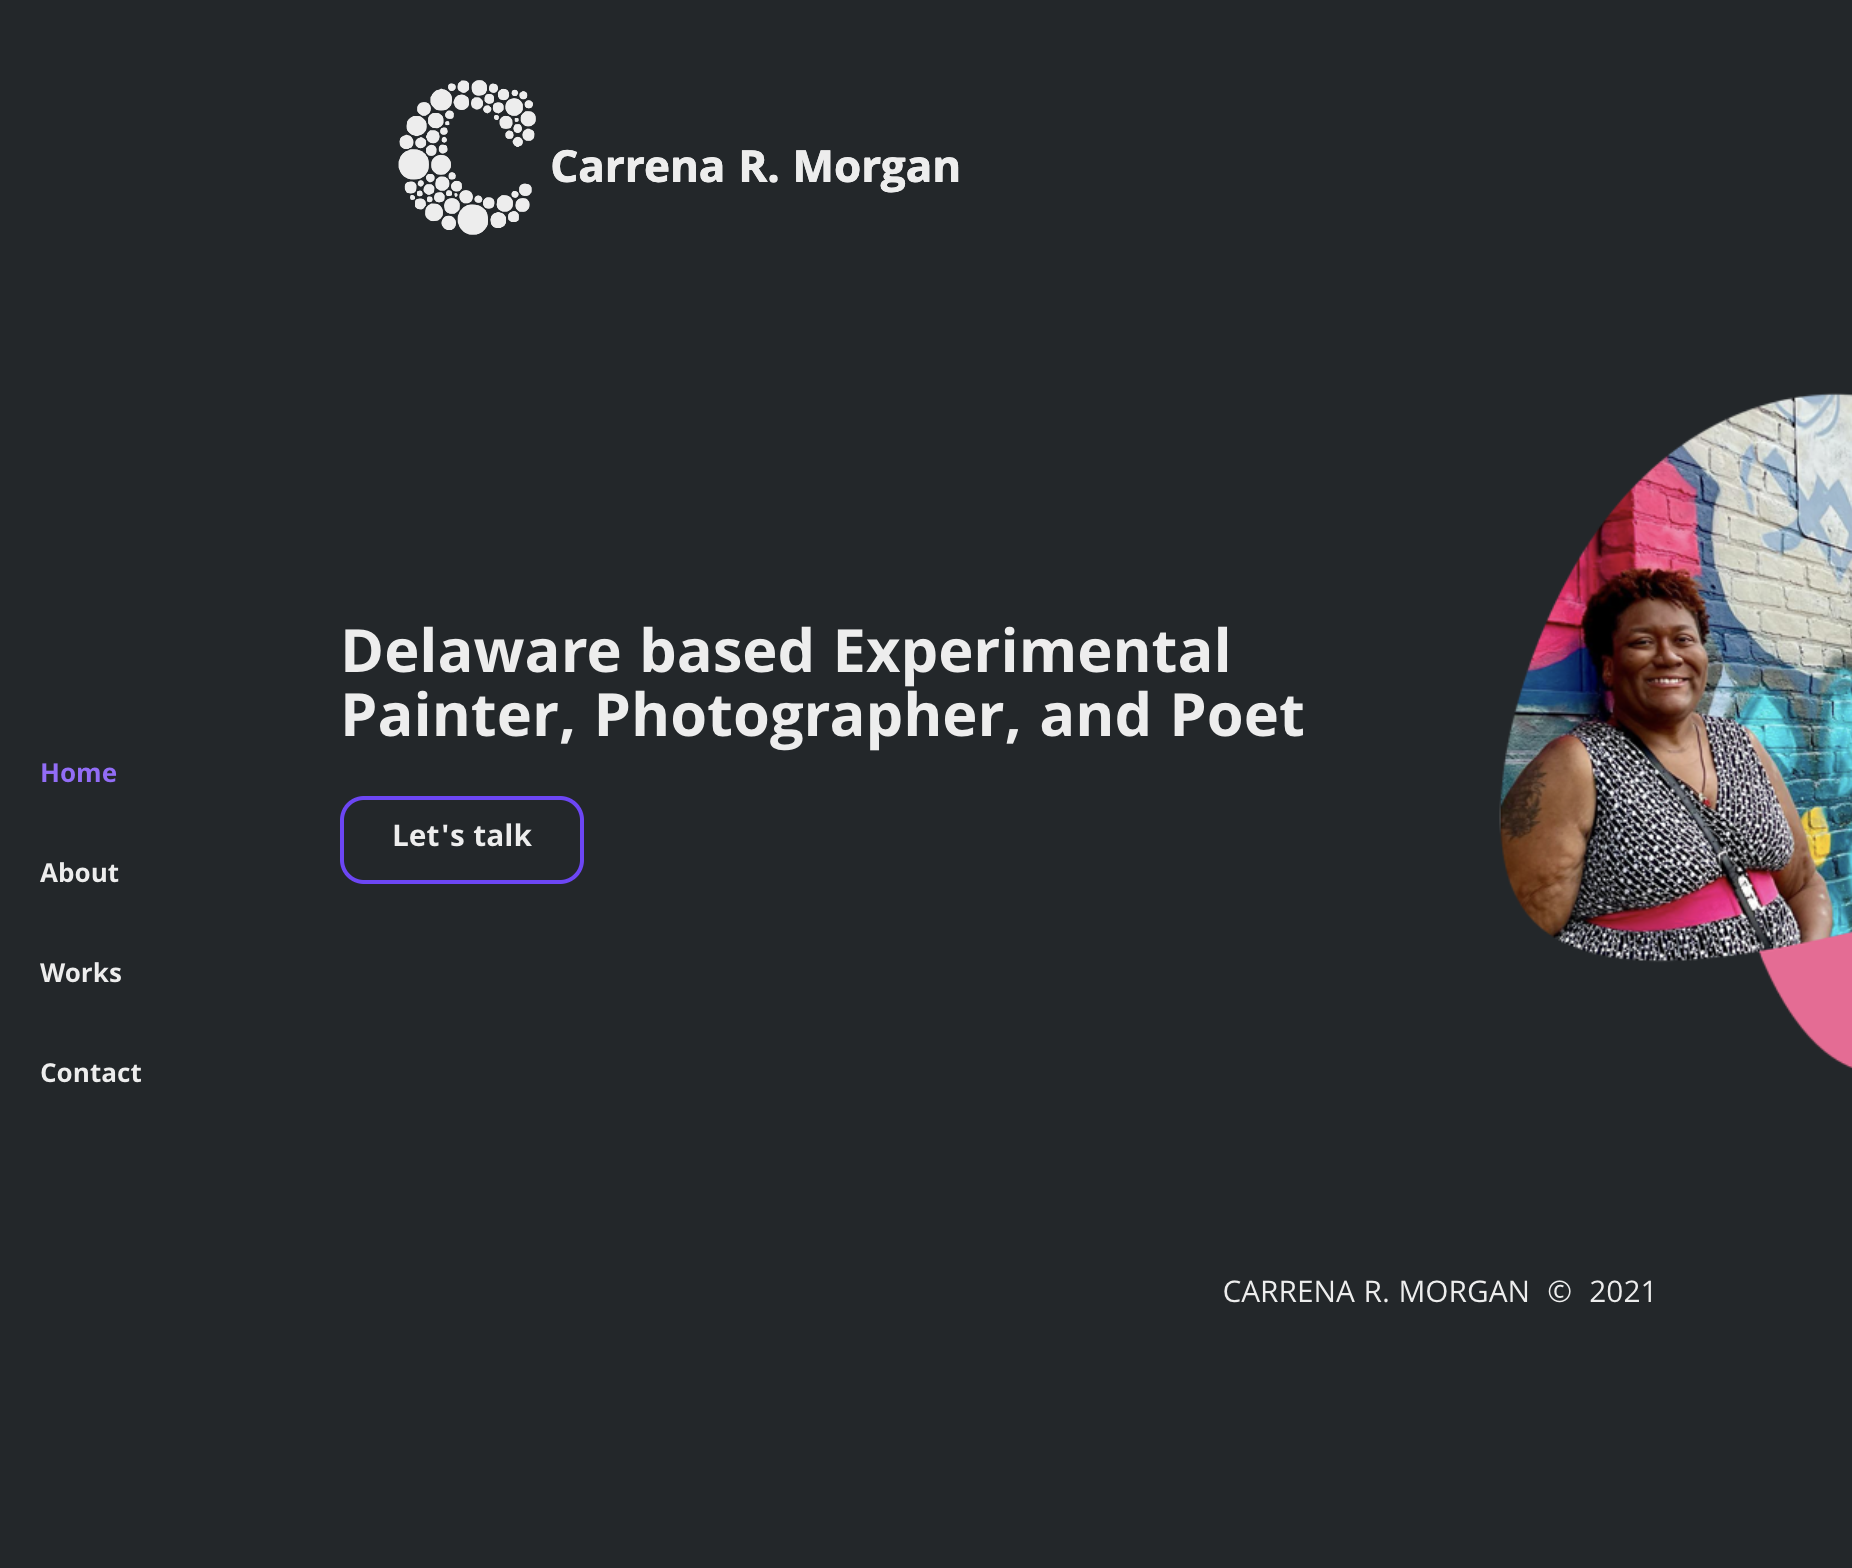 Carrena R. Morgan
Delaware based Experimental
Painter, Photographer, and Poet
Let's talk
Home
About
Works
Contact
CARRENA R. MORGAN © 2021